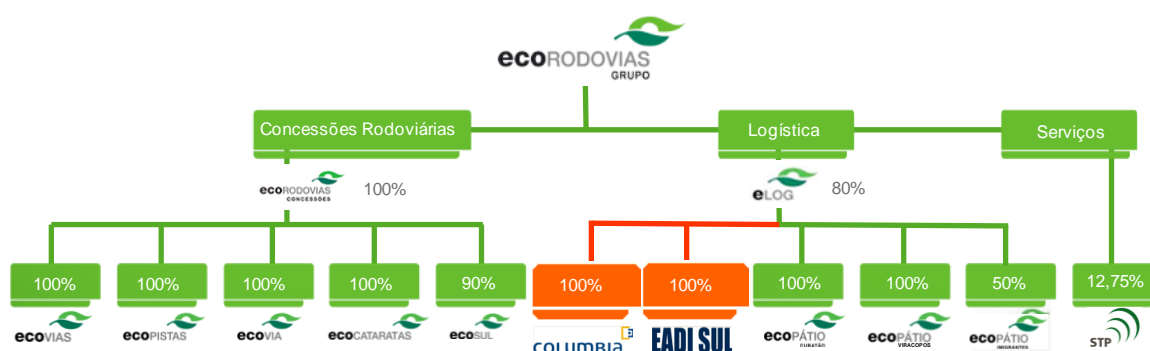 ecoRODOVIAS
GRUPO
Concessões Rodoviárias
Logística
Serviços
ecoRODOVIAS
CONCESSÕES
100%
eLOG
80%
100%
100%
100%
100%
90%
100%
100%
100%
100%
50%
12,75%
ecoVIAS
ecoPISTAS
ecoVIA
ecoCATARATAS
ecoSUL
COLUMBIA
EADI SUL
ecoPÁTIO
CUBATÃO
ecoPÁTIO
VIRACOPOS
ecoPÁTIO
IMIGRANTES
STP